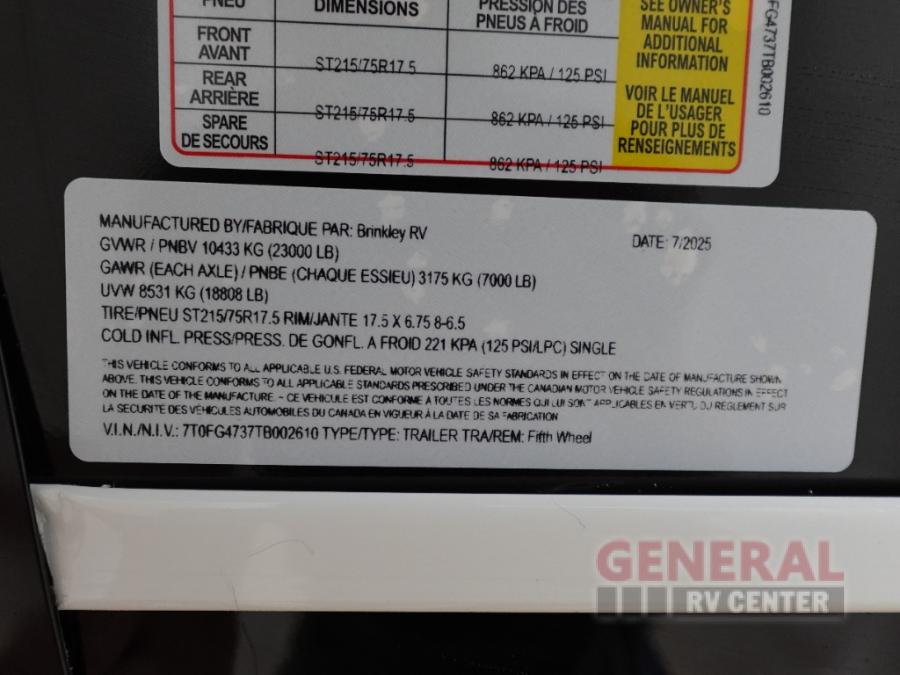 PNEU DIMENSIONS PRESSION DES PNEUS À FROID
FRONT AVANT ST215/75R17.5 862 KPA / 125 PSI
REAR ARRIÈRE ST215/75R17.5 862 KPA / 125 PSI
SPARE DE SECOURS ST215/75R17.5 862 KPA / 125 PSI
SEE OWNER'S
MANUAL FOR
ADDITIONAL
INFORMATION
VOIR LE MANUEL
DE L'USAGER
POUR PLUS DE
RENSEIGNEMENTS
FG4737TB002610
MANUFACTURED BY/FABRIQUE PAR: Brinkley RV DATE: 7/2025
GVWR / PNBV 10433 KG (23000 LB)
GAWR (EACH AXLE) / PNBE (CHAQUE ESSIEU) 3175 KG (7000 LB)
UVW 8531 KG (18808 LB)
TIRE/PNEU ST215/75R17.5 RIM/JANTE 17.5 X 6.75 8-6.5
COLD INFL. PRESS/PRESS. DE GONFL. A FROID 221 KPA (125 PSI/LPC) SINGLE
THIS VEHICLE CONFORMS TO ALL APPLICABLE U.S. FEDERAL MOTOR VEHICLE SAFETY STANDARDS IN EFFECT ON THE DATE OF MANUFACTURE SHOWN
ABOVE. THIS VEHICLE CONFORMS TO ALL APPLICABLE STANDARDS PRESCRIBED UNDER THE CANADIAN MOTOR VEHICLE SAFETY REGULATIONS IN EFFECT
ON THE DATE OF THE MANUFACTURE. - CE VEHICULE EST CONFORME A TOUTES LES NORMES QUI LUI SONT APPLICABLES EN VERTU DU REGLEMENT SUR
LA SECURITE DES VEHICULES AUTOMOBILES DU CANADA EN VIGUEUR À LA DATE DE SA FABRICATION
V.I.N./N.I.V.: 7T0FG4737TB002610 TYPE/TYPE: TRAILER TRA/REM: Fifth Wheel
GENERAL
RV CENTER